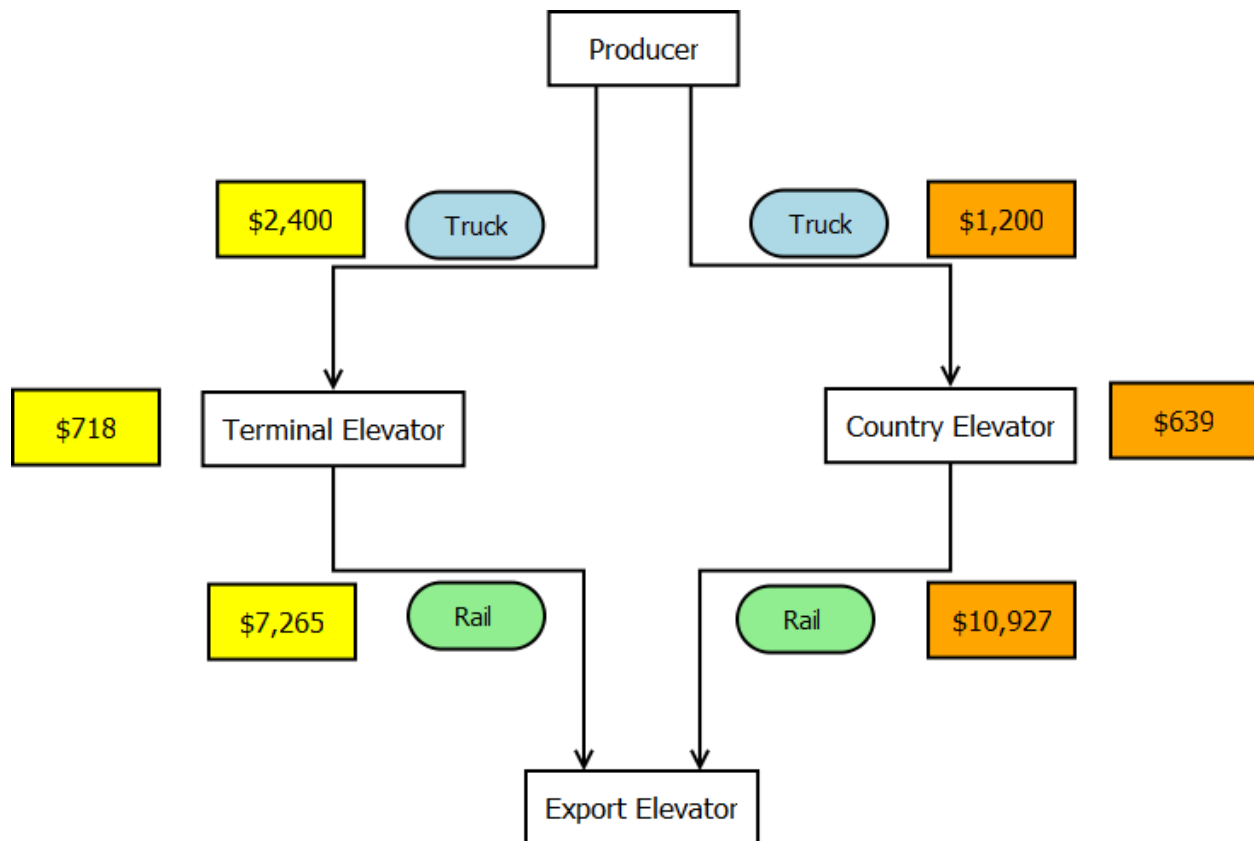 Producer
$2,400
Truck
Truck
$1,200
$718
Terminal Elevator
Country Elevator
$639
$7,265
Rail
Rail
$10,927
Export Elevator